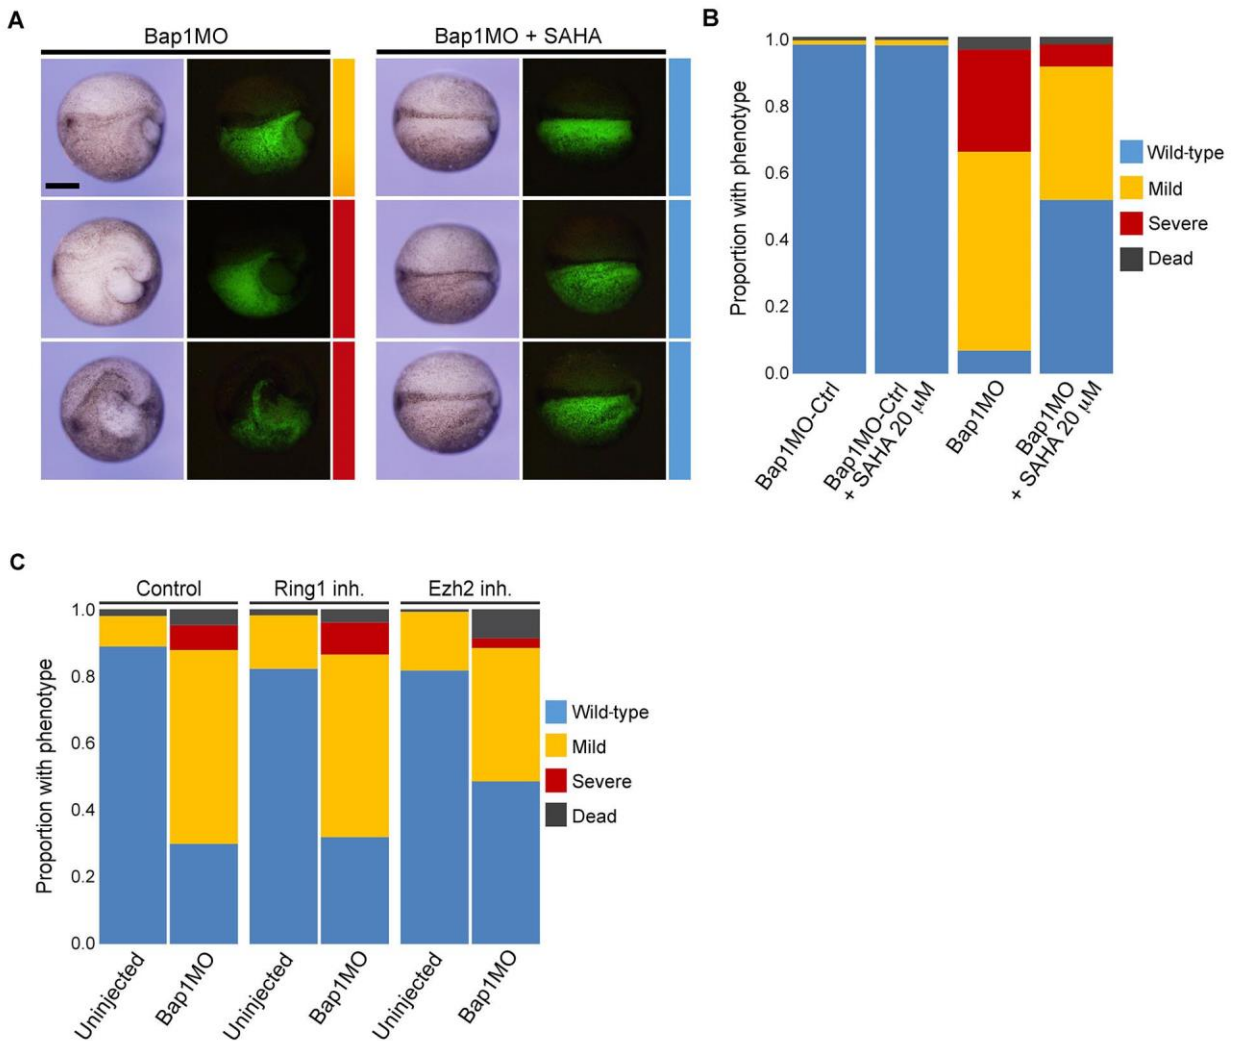 A
Bap1MO
Bap1MO + SAHA
B
Proportion with phenotype
1.0
0.8
0.6
0.4
0.2
0.0
Bap1MO-Ctrl
Bap1MO-Ctrl
+ SAHA 20 μM
Bap1MO
Bap1MO
+ SAHA 20 μM
Wild-type
Mild
Severe
Dead
C
Control
Ring1 inh.
Ezh2 inh.
Proportion with phenotype
1.0
0.8
0.6
0.4
0.2
0.0
Uninjected
Bap1MO
Uninjected
Bap1MO
Uninjected
Bap1MO
Wild-type
Mild
Severe
Dead